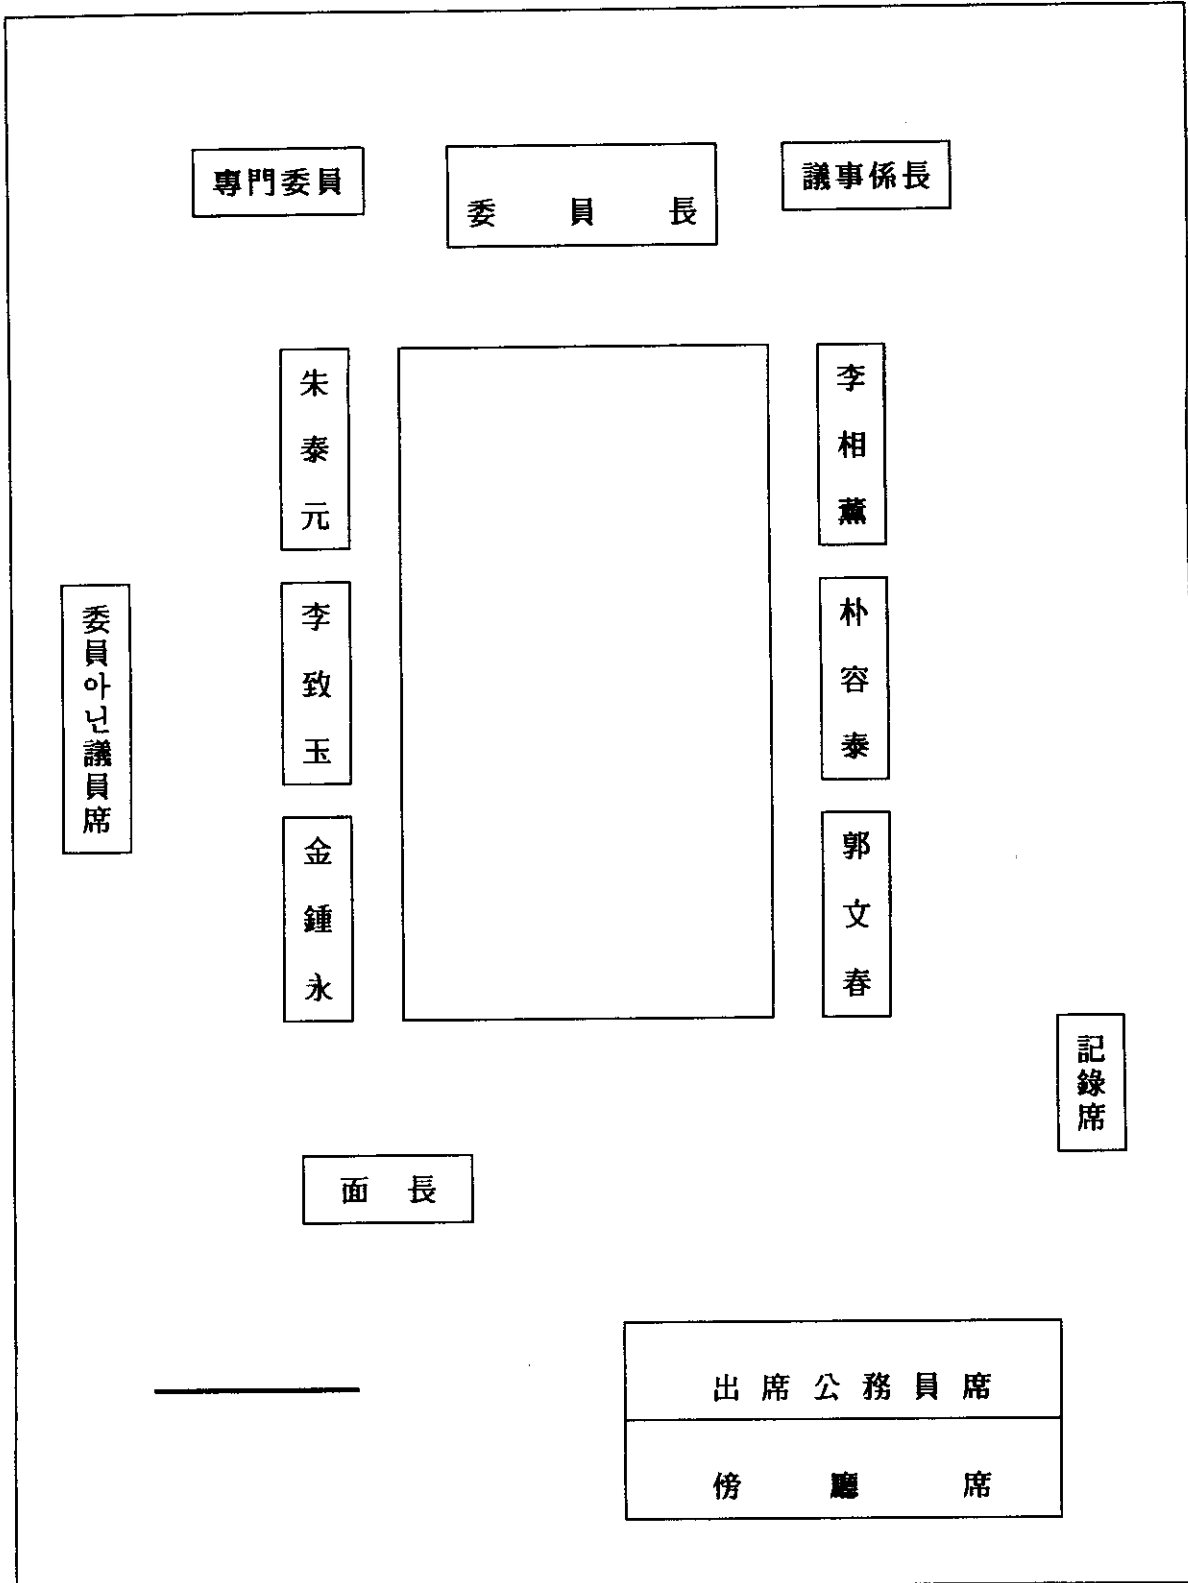 專門委員
委員長
議事係長
朱泰元
李相薰
委員아닌議員席
李致玉
朴容泰
金鍾永
郭文春
記錄席
面長
出席公務員席
傍廳席